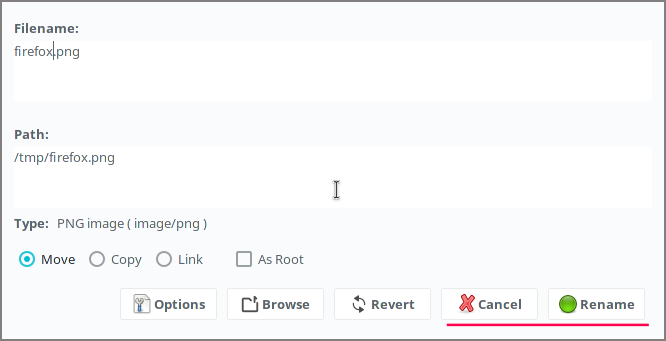 Filename:
firefox.png
Path:
/tmp/firefox.png
Type: PNG image ( image/png )
Move Copy Link As Root
Options Browse Revert Cancel Rename